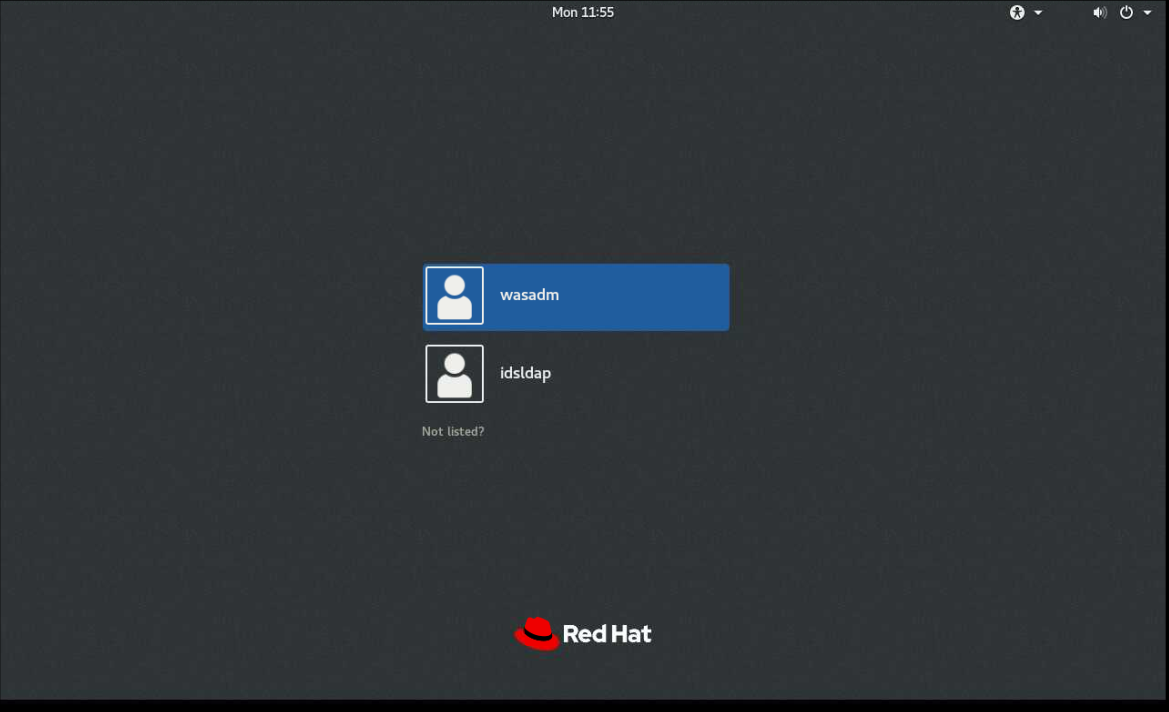 Mon 11:55
wasadm
idsldap
Not listed?
Red Hat